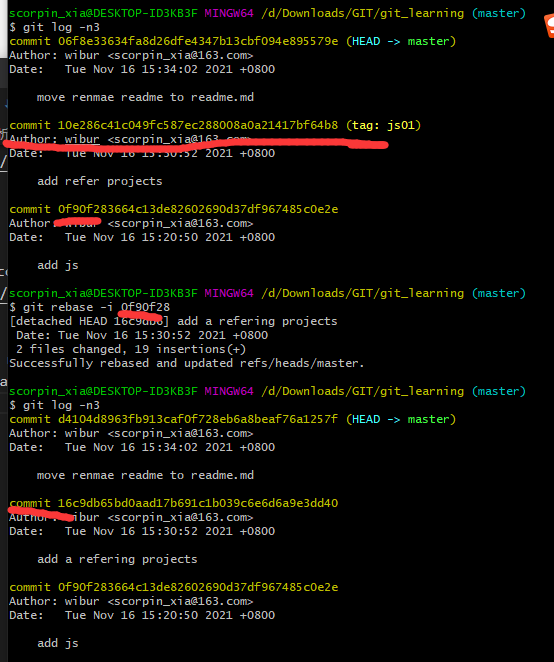 scorpin_xia@DESKTOP-ID3KB3F MINGW64 /d/Downloads/GIT/git_learning (master)
$ git log -n3
commit 06f8e33634fa8d26dfe4347b13cbf094e895579e (HEAD -> master)
Author: wibur <scorpin_xia@163.com>
Date:   Tue Nov 16 15:34:02 2021 +0800
    move renmae readme to readme.md
commit 10e286c41c049fc587ec288008a0a21417bf64b8 (tag: js01)
Author: wibur <scorpin_xia@163.com>
Date:   Tue Nov 16 15:30:52 2021 +0800
    add refer projects
commit 0f90f283664c13de82602690d37df967485c0e2e
Author: wibur <scorpin_xia@163.com>
Date:   Tue Nov 16 15:20:50 2021 +0800
    add js
scorpin_xia@DESKTOP-ID3KB3F MINGW64 /d/Downloads/GIT/git_learning (master)
$ git rebase -i 0f90f28
[detached HEAD 16c9db6] add a refering projects
 Date: Tue Nov 16 15:30:52 2021 +0800
 2 files changed, 19 insertions(+)
Successfully rebased and updated refs/heads/master.
scorpin_xia@DESKTOP-ID3KB3F MINGW64 /d/Downloads/GIT/git_learning (master)
$ git log -n3
commit d4104d8963fb913caf0f728eb6a8beaf76a1257f (HEAD -> master)
Author: wibur <scorpin_xia@163.com>
Date:   Tue Nov 16 15:34:02 2021 +0800
    move renmae readme to readme.md
commit 16c9db65bd0aad17b691c1b039c6e6d6a9e3dd40
Author: wibur <scorpin_xia@163.com>
Date:   Tue Nov 16 15:30:52 2021 +0800
    add a refering projects
commit 0f90f283664c13de82602690d37df967485c0e2e
Author: wibur <scorpin_xia@163.com>
Date:   Tue Nov 16 15:20:50 2021 +0800
    add js